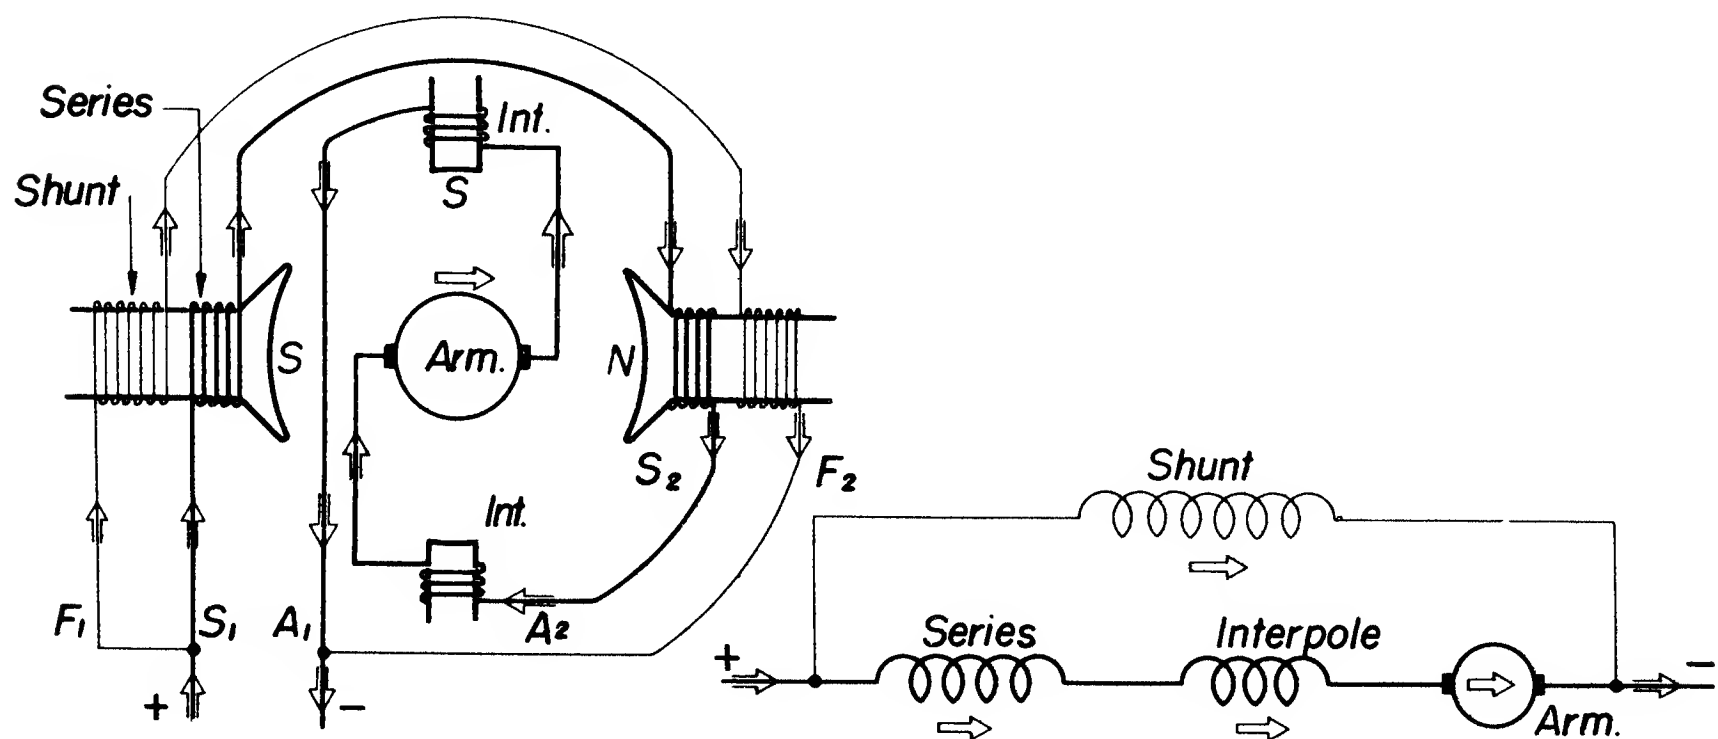 Series
Int.
Shunt
S
S
Arm.
N
S2
F2
Int.
F1
S1
A1
A2
+
−
Shunt
Series
Interpole
+
−
Arm.